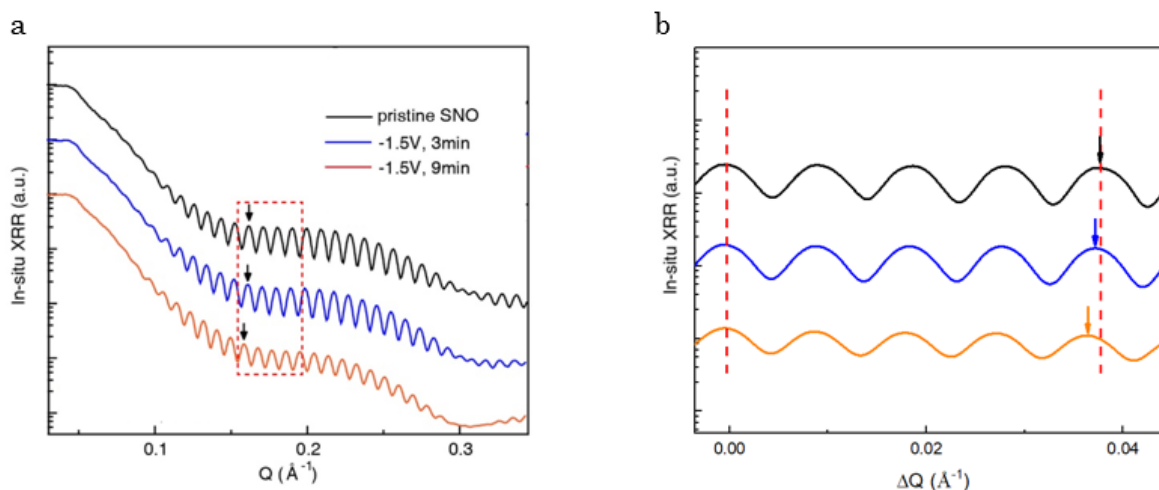 a
In-situ XRR (a.u.)
pristine SNO
-1.5V, 3min
-1.5V, 9min
0.1
0.2
0.3
Q (Å⁻¹)
b
In-situ XRR (a.u.)
0.00
0.02
0.04
ΔQ (Å⁻¹)